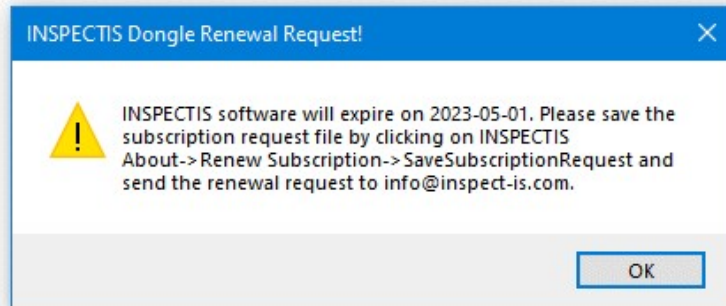 INSPECTIS Dongle Renewal Request!
INSPECTIS software will expire on 2023-05-01. Please save the
subscription request file by clicking on INSPECTIS
About->Renew Subscription->SaveSubscriptionRequest and
send the renewal request to info@inspect-is.com.
OK